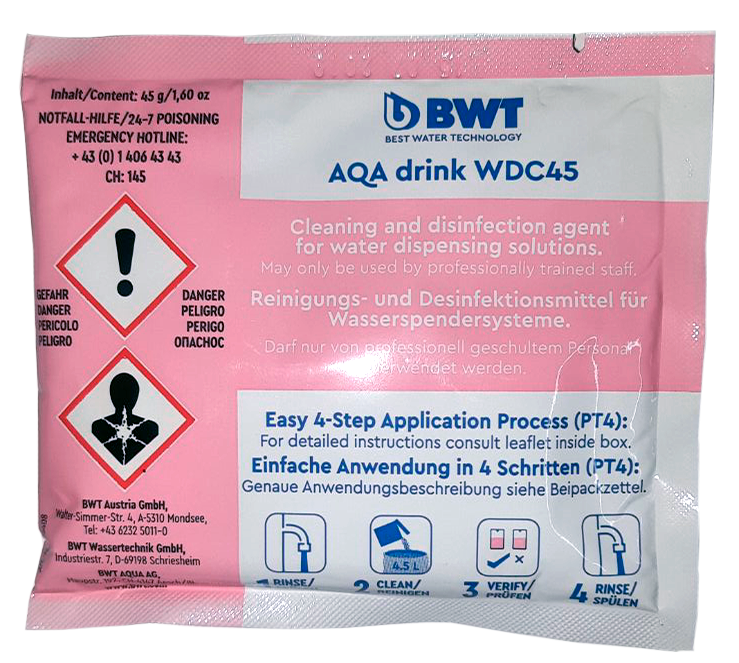 Inhalt/Content: 45 g/1,60 oz
NOTFALL-HILFE/24-7 POISONING
EMERGENCY HOTLINE:
+ 43 (0) 1 406 43 43
CH: 145
GEFAHR
DANGER
PERICOLO
PELIGRO
DANGER
PELIGRO
PERIGO
ОПАСНОС
BWT Austria GmbH,
Walter-Simmer-Str. 4, A-5310 Mondsee,
Tel: +43 6232 5011-0
BWT Wassertechnik GmbH,
Industriestr. 7, D-69198 Schriesheim
BWT AQUA AG,
BWT
BEST WATER TECHNOLOGY
AQA drink WDC45
Cleaning and disinfection agent
for water dispensing solutions.
May only be used by professionally trained staff.
Reinigungs- und Desinfektionsmittel für
Wasserspendersysteme.
Darf nur von professionell geschultem Personal
verwendet werden.
Easy 4-Step Application Process (PT4):
For detailed instructions consult leaflet inside box.
Einfache Anwendung in 4 Schritten (PT4):
Genaue Anwendungsbeschreibung siehe Beipackzettel.
4.5 L
1 RINSE/
2 CLEAN/
REINIGEN
3 VERIFY/
PRÜFEN
4 RINSE/
SPÜLEN